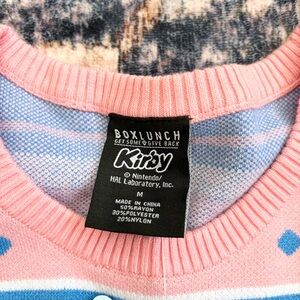 BOXLUNCH
GET SOME GIVE BACK
Kirby
© Nintendo/
HAL Laboratory, Inc.
M
MADE IN CHINA
50%RAYON
30%POLYESTER
20%NYLON